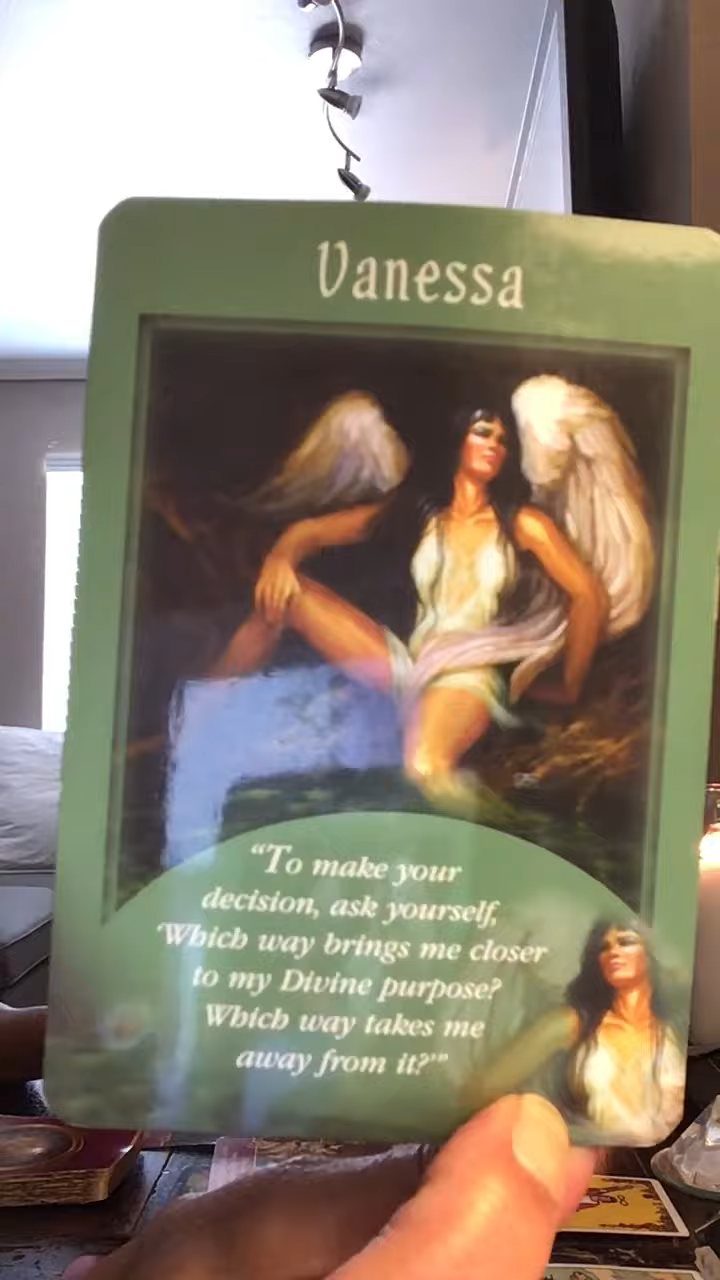 Vanessa
“To make your
decision, ask yourself,
‘Which way brings me closer
to my Divine purpose?
Which way takes me
away from it?’”